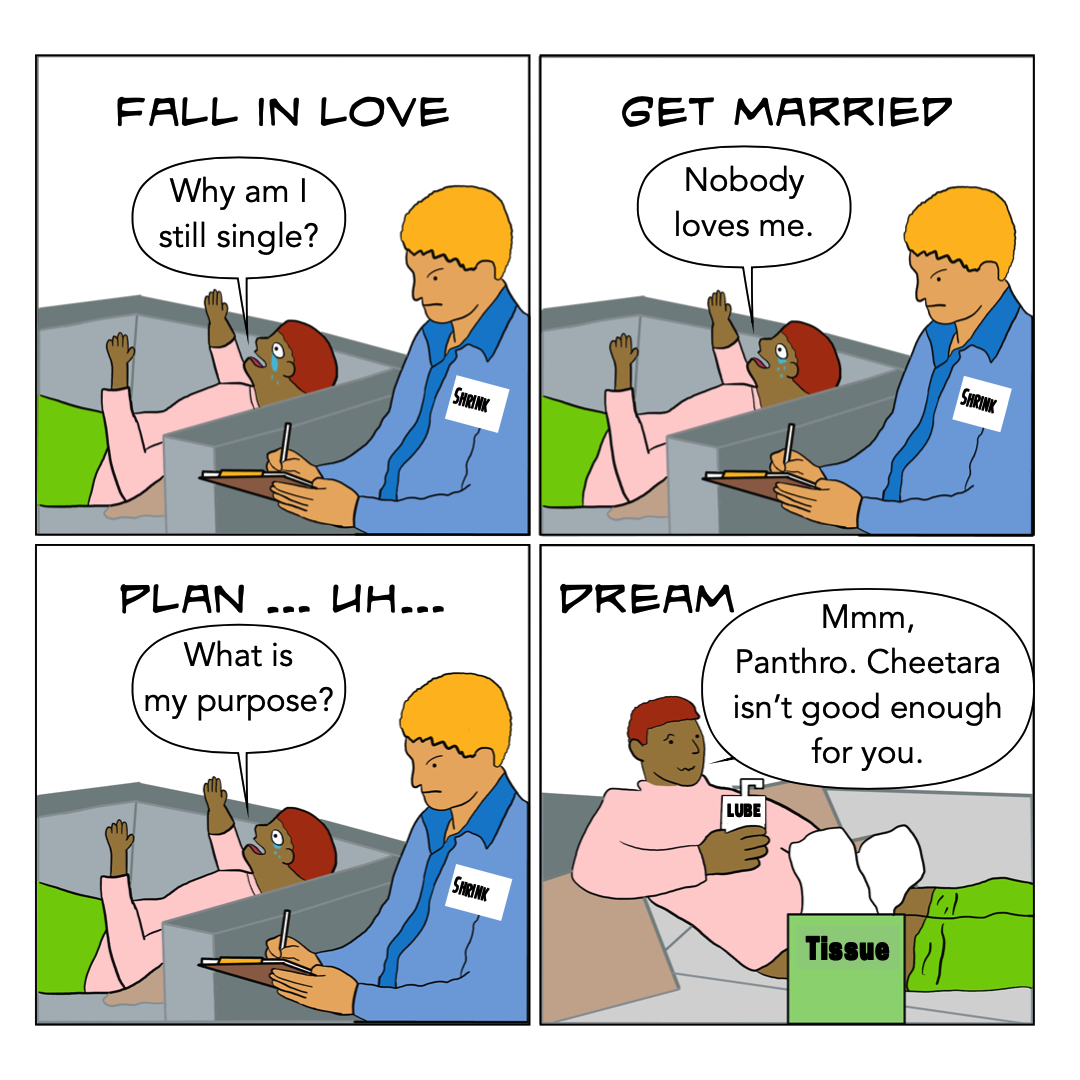 FALL IN LOVE
Why am I
still single?
SHRINK
GET MARRIED
Nobody
loves me.
SHRINK
PLAN ... UH...
What is
my purpose?
SHRINK
DREAM
Mmm,
Panthro. Cheetara
isn't good enough
for you.
LUBE
Tissue